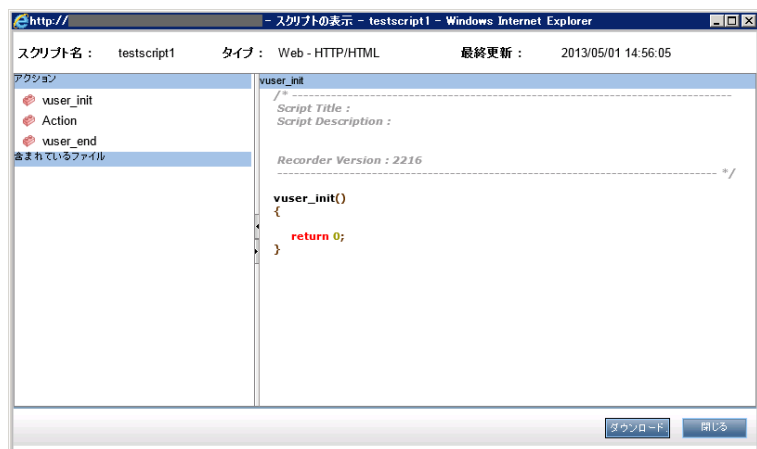 http:// - スクリプトの表示 - testscript1 - Windows Internet Explorer
スクリプト名： testscript1 タイプ： Web - HTTP/HTML 最終更新： 2013/05/01 14:56:05
アクション
vuser_init
Action
vuser_end
含まれているファイル
vuser_init
/* -----------------------------------------------------------------------------
Script Title :
Script Description :
Recorder Version : 2216
----------------------------------------------------------------------------- */
vuser_init()
{
return 0;
}
ダウンロード 閉じる